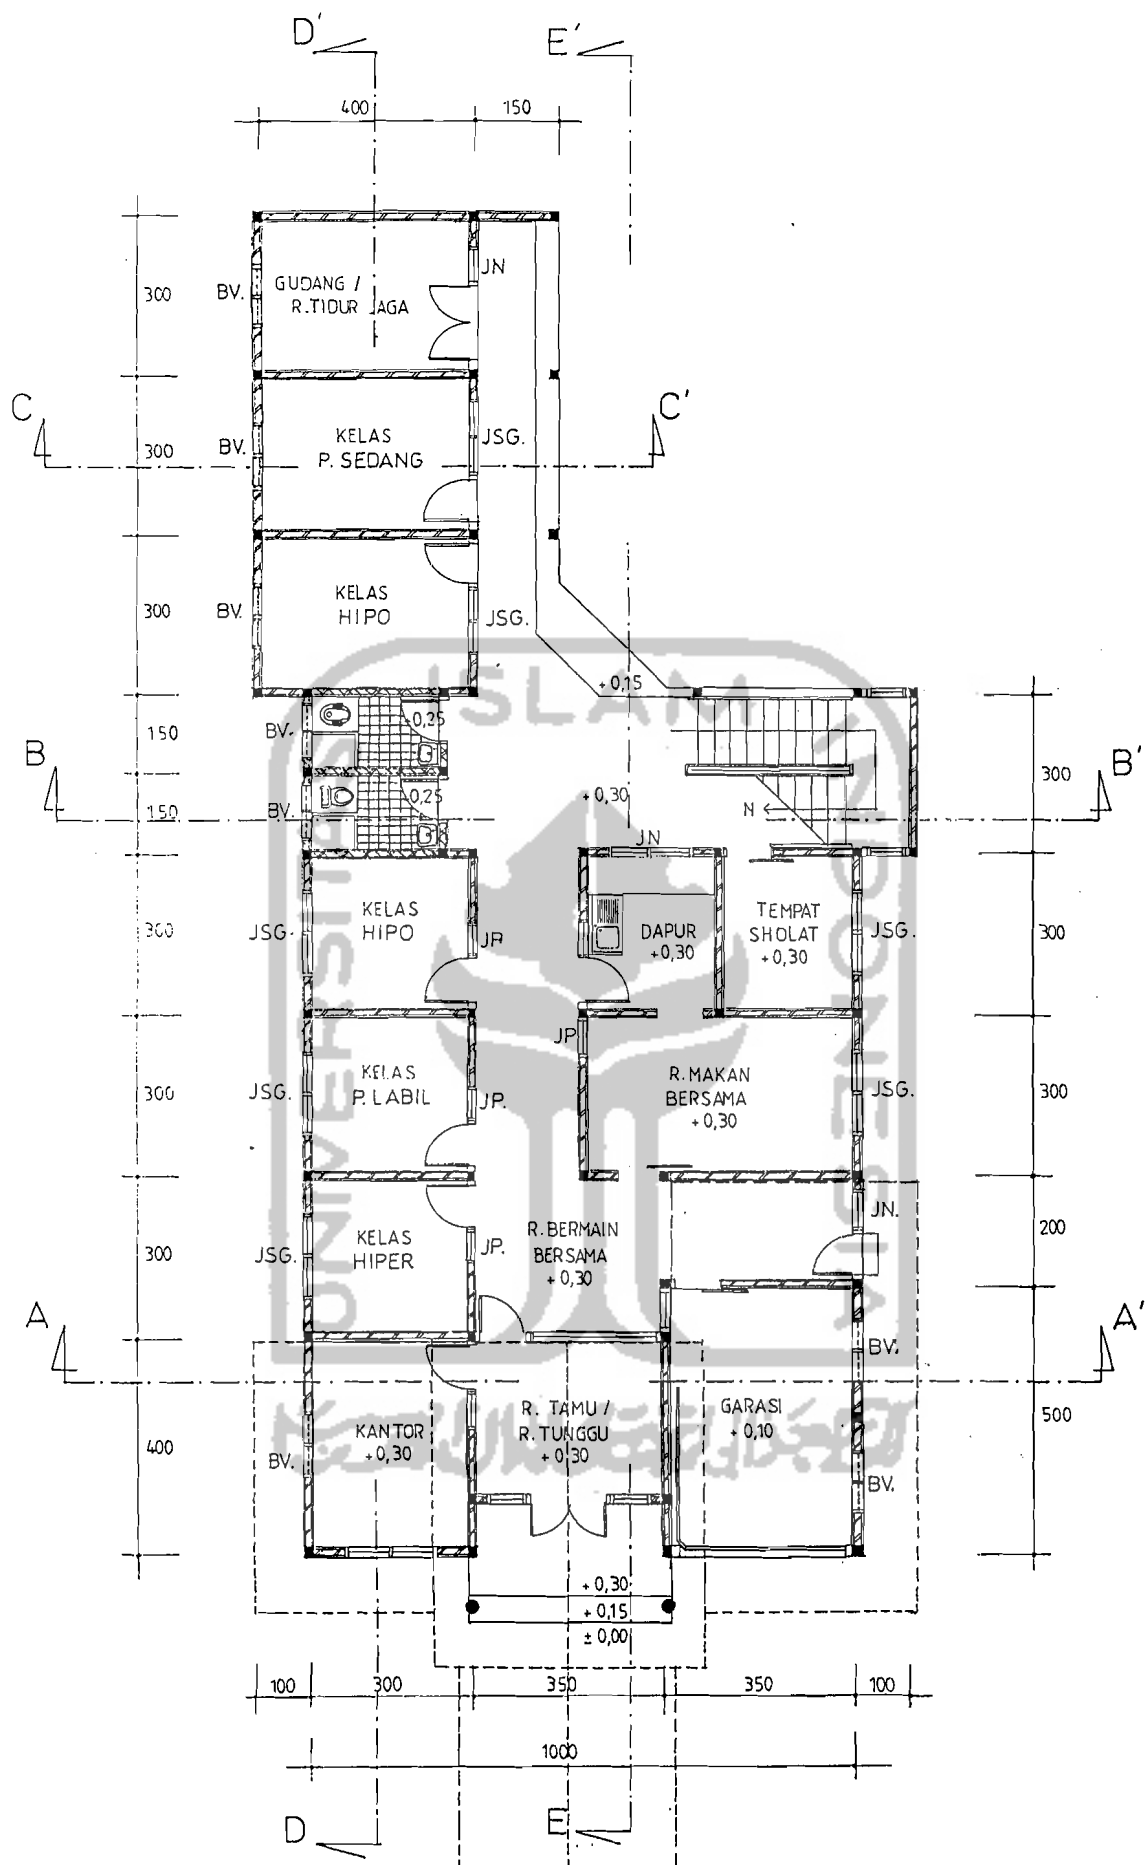 D'
E'
400
150
300
BV.
GUDANG /
R.TIDUR JAGA
JN
C
C'
300
BV.
KELAS
P. SEDANG
JSG.
300
BV.
KELAS
HIPO
JSG.
ISLAM
+0,15
150
BV.
-0,25
B
B'
300
150
BV.
-0,25
+0,30
N
JN
300
JSG.
KELAS
HIPO
JP.
DAPUR
+0,30
TEMPAT
SHOLAT
+0,30
JSG.
300
JP.
300
JSG.
KELAS
P. LABIL
JP.
R.MAKAN
BERSAMA
+0,30
JSG.
300
UNIVERSITAS
INDONESIA
300
JSG.
KELAS
HIPER
JP.
R.BERMAIN
BERSAMA
+0,30
JN.
200
A
A'
BV.
400
BV.
KANTOR
+0,30
R. TAMU /
R. TUNGGU
+0,30
GARASI
+0,10
500
BV.
+0,30
+0,15
± 0,00
100
300
350
350
100
1000
D
E